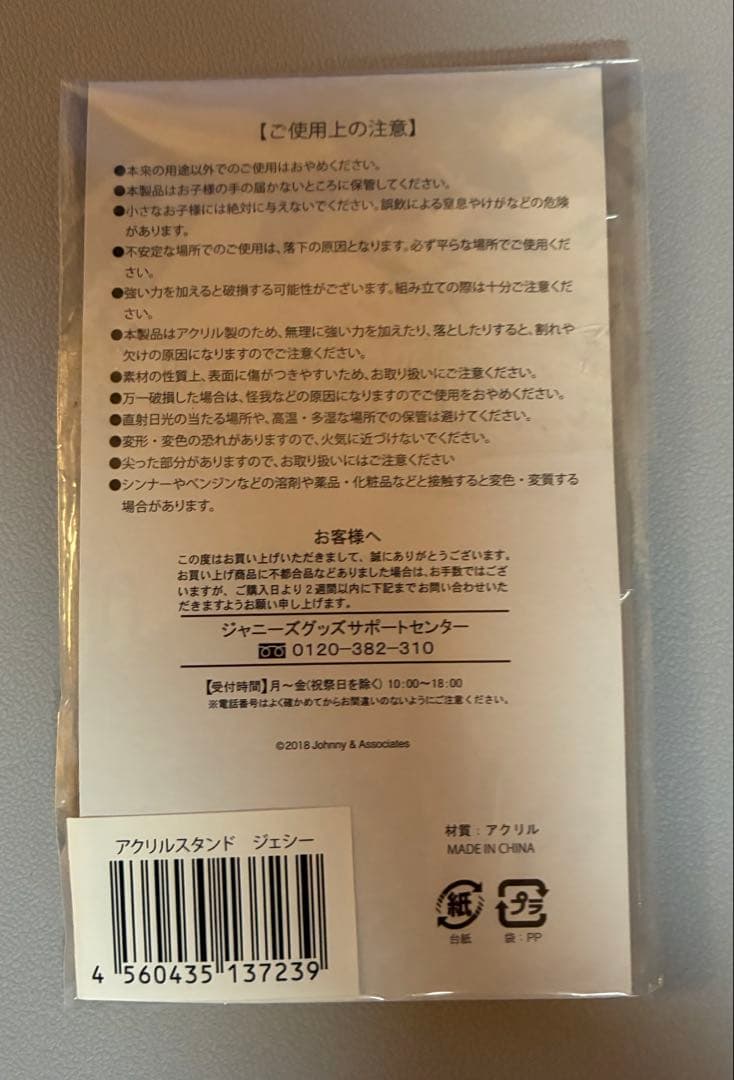 【ご使用上の注意】
●本来の用途以外でのご使用はおやめください。
●本製品はお子様の手の届かないところに保管してください。
●小さなお子様には絶対に与えないでください。誤飲による窒息やけがなどの危険
があります。
●不安定な場所でのご使用は、落下の原因となります。必ず平らな場所でご使用くだ
さい。
●強い力を加えると破損する可能性がございます。組み立ての際は十分ご注意くだ
さい。
●本製品はアクリル製のため、無理に強い力を加えたり、落としたりすると、割れや
欠けの原因になりますのでご注意ください。
●素材の性質上、表面に傷がつきやすいため、お取り扱いにご注意ください。
●万一破損した場合は、怪我などの原因になりますのでご使用をおやめください。
●直射日光の当たる場所や、高温・多湿な場所での保管は避けてください。
●変形・変色の恐れがありますので、火気に近づけないでください。
●尖った部分がありますので、お取り扱いにはご注意ください
●シンナーやベンジンなどの溶剤や薬品・化粧品などと接触すると変色・変質する
場合があります。
お客様へ
この度はお買い上げいただきまして、誠にありがとうございます。
お買い上げ商品に不都合品などありました場合は、お手数ではござ
いますが、ご購入日より２週間以内に下記までお問い合わせいた
だきますようお願い申し上げます。
ジャニーズグッズサポートセンター
0120-382-310
【受付時間】月〜金(祝祭日を除く) 10:00〜18:00
※電話番号はよく確かめてからお間違いのないようにご注意ください。
©2018 Johnny & Associates
アクリルスタンド　ジェシー
4 560435 137239
材質：アクリル
MADE IN CHINA
紙 プラ
台紙 袋：PP